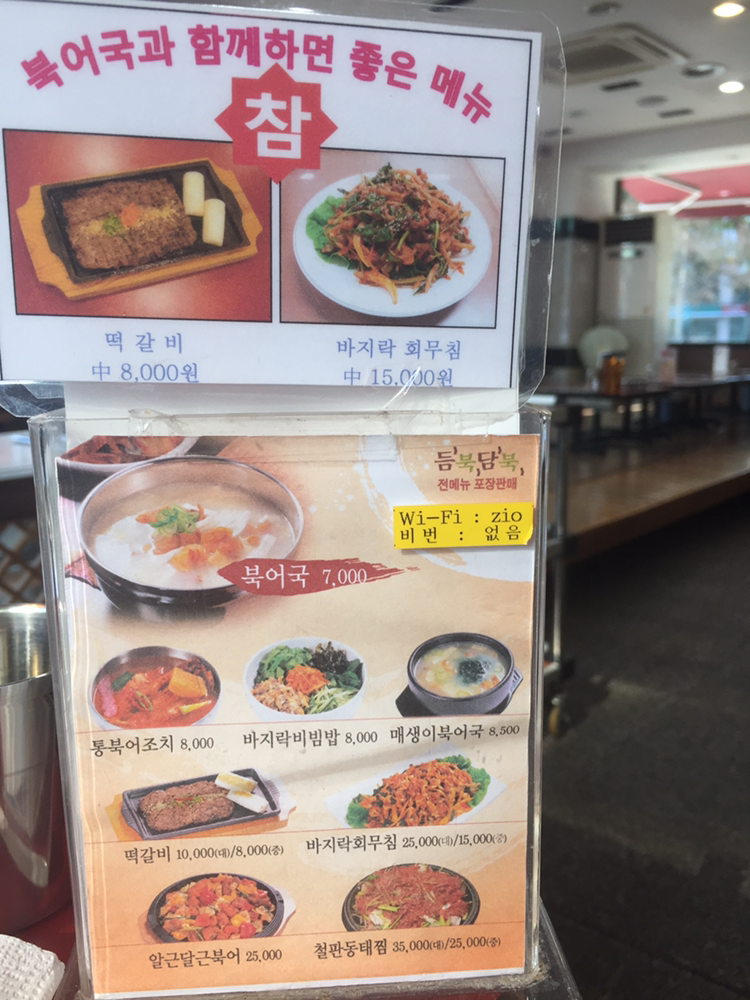 북어국과 함께하면 좋은 메뉴
참
떡 갈 비
中 8,000원
바지락 회무침
中 15,000원
듬북담북
전메뉴 포장판매
Wi-Fi : zio
비번 : 없음
북어국 7,000
통북어조치 8,000
바지락비빔밥 8,000
매생이북어국 8,500
떡갈비 10,000(대)/8,000(중)
바지락회무침 25,000(대)/15,000(중)
알근달근북어 25,000
철판동태찜 35,000(대)/25,000(중)